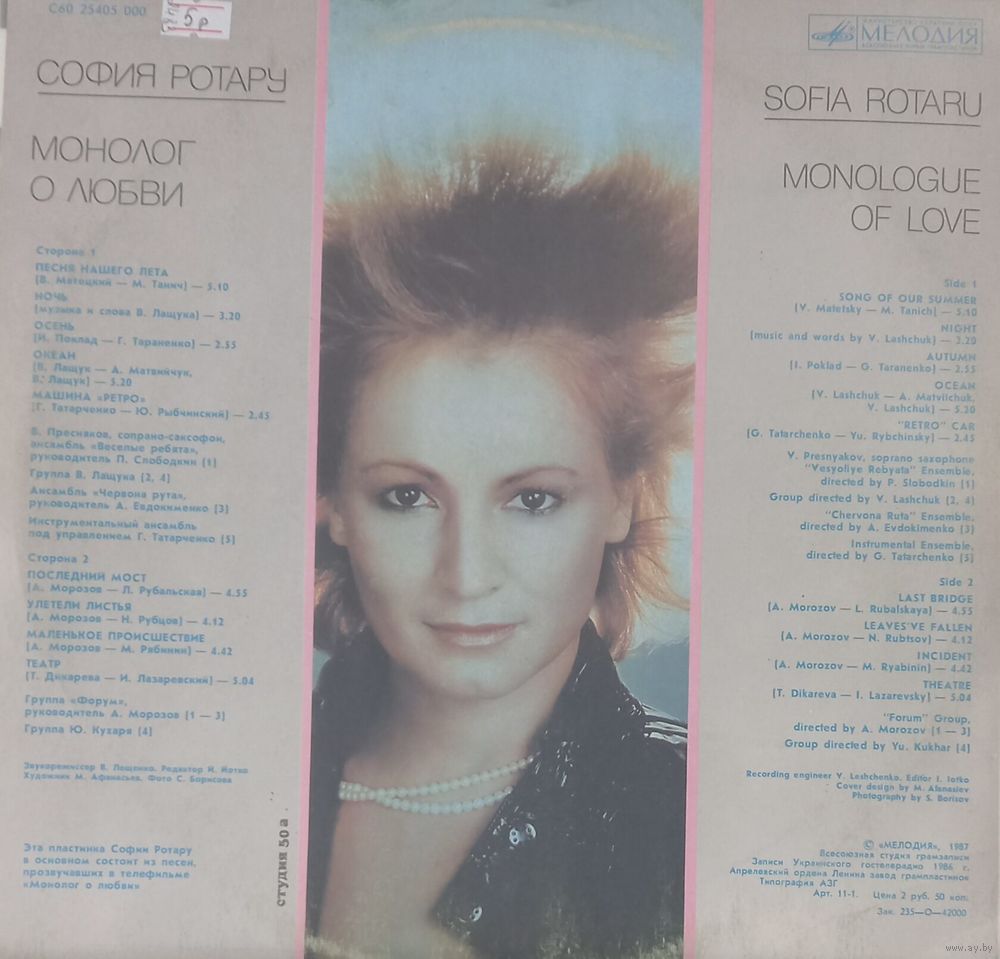 С60 25405 000
5 р
СОФИЯ РОТАРУ
МОНОЛОГ
О ЛЮБВИ
Сторона 1
ПЕСНЯ НАШЕГО ЛЕТА
(В. Матецкий — М. Танич) — 5.10
НОЧЬ
(музыка и слова В. Лащука) — 3.20
ОСЕНЬ
(И. Поклад — Г. Тараненко) — 2.55
ОКЕАН
(В. Лащук — А. Матвийчук,
В. Лащук) — 5.20
МАШИНА «РЕТРО»
(Г. Татарченко — Ю. Рыбчинский) — 2.45
В. Пресняков, сопрано-саксофон,
ансамбль «Веселые ребята»,
руководитель П. Слободкин (1)
Группа В. Лащука (2, 4)
Ансамбль «Червона рута»,
руководитель А. Евдокименко (3)
Инструментальный ансамбль
под управлением Г. Татарченко (5)
Сторона 2
ПОСЛЕДНИЙ МОСТ
(А. Морозов — Л. Рубальская) — 4.55
УЛЕТЕЛИ ЛИСТЬЯ
(А. Морозов — Н. Рубцов) — 4.12
МАЛЕНЬКОЕ ПРОИСШЕСТВИЕ
(А. Морозов — М. Рябинин) — 4.42
ТЕАТР
(Т. Дикарева — И. Лазаревский) — 5.04
Группа «Форум»,
руководитель А. Морозов (1 — 3)
Группа Ю. Кухаря (4)
Звукорежиссер В. Лещенко. Редактор И. Йотко
Художник М. Афанасьев. Фото С. Борисова
Эта пластинка Софии Ротару
в основном состоит из песен,
прозвучавших в телефильме
«Монолог о любви»
студия 50 а
МЕЛОДИЯ
SOFIA ROTARU
MONOLOGUE
OF LOVE
Side 1
SONG OF OUR SUMMER
(V. Matetsky — M. Tanich) — 5.10
NIGHT
(music and words by V. Lashchuk) — 3.20
AUTUMN
(I. Poklad — G. Taranenko) — 2.55
OCEAN
(V. Lashchuk — A. Matviichuk,
V. Lashchuk) — 5.20
"RETRO" CAR
(G. Tatarchenko — Yu. Rybchinsky) — 2.45
V. Presnyakov, soprano saxophone
"Vesyoliye Robyata" Ensemble,
directed by P. Slobodkin (1)
Group directed by V. Lashchuk (2, 4)
"Chervona Ruta" Ensemble,
directed by A. Evdokimenko (3)
Instrumental Ensemble,
directed by G. Tatarchenko (5)
Side 2
LAST BRIDGE
(A. Morozov — L. Rubalskaya) — 4.55
LEAVES'VE FALLEN
(A. Morozov — N. Rubtsov) — 4.12
INCIDENT
(A. Morozov — M. Ryabinin) — 4.42
THEATRE
(T. Dikareva — I. Lazarevsky) — 5.04
"Forum" Group,
directed by A. Morozov (1 — 3)
Group directed by Yu. Kukhar (4)
Recording engineer V. Leshchenko. Editor I. Iotko
Cover design by M. Afanasiev
Photography by S. Borisov
© «МЕЛОДИЯ», 1987
Всесоюзная студия грамзаписи
Записи Украинского гостелерадио 1986 г.
Апрелевский ордена Ленина завод грампластинок
Типография АЗГ
Арт. 11-1. Цена 2 руб. 50 коп.
Зак. 235—О—42000
www.ay.by